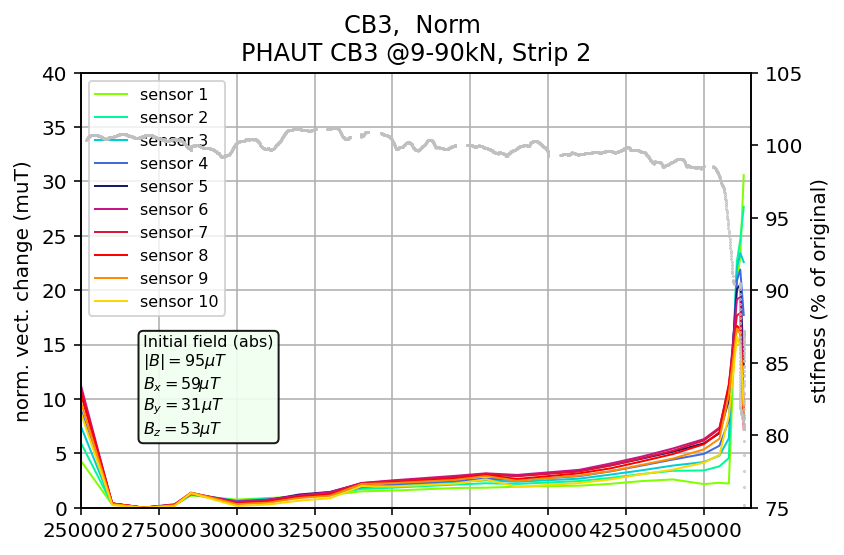 CB3,  Norm
PHAUT CB3 @9-90kN, Strip 2
norm. vect. change (muT)
40
35
30
25
20
15
10
5
0
sensor 1
sensor 2
sensor 3
sensor 4
sensor 5
sensor 6
sensor 7
sensor 8
sensor 9
sensor 10
Initial field (abs)
|B| = 95μT
Bₓ = 59μT
B_y = 31μT
B_z = 53μT
105
100
95
90
85
80
75
stifness (% of original)
250000 275000 300000 325000 350000 375000 400000 425000 450000